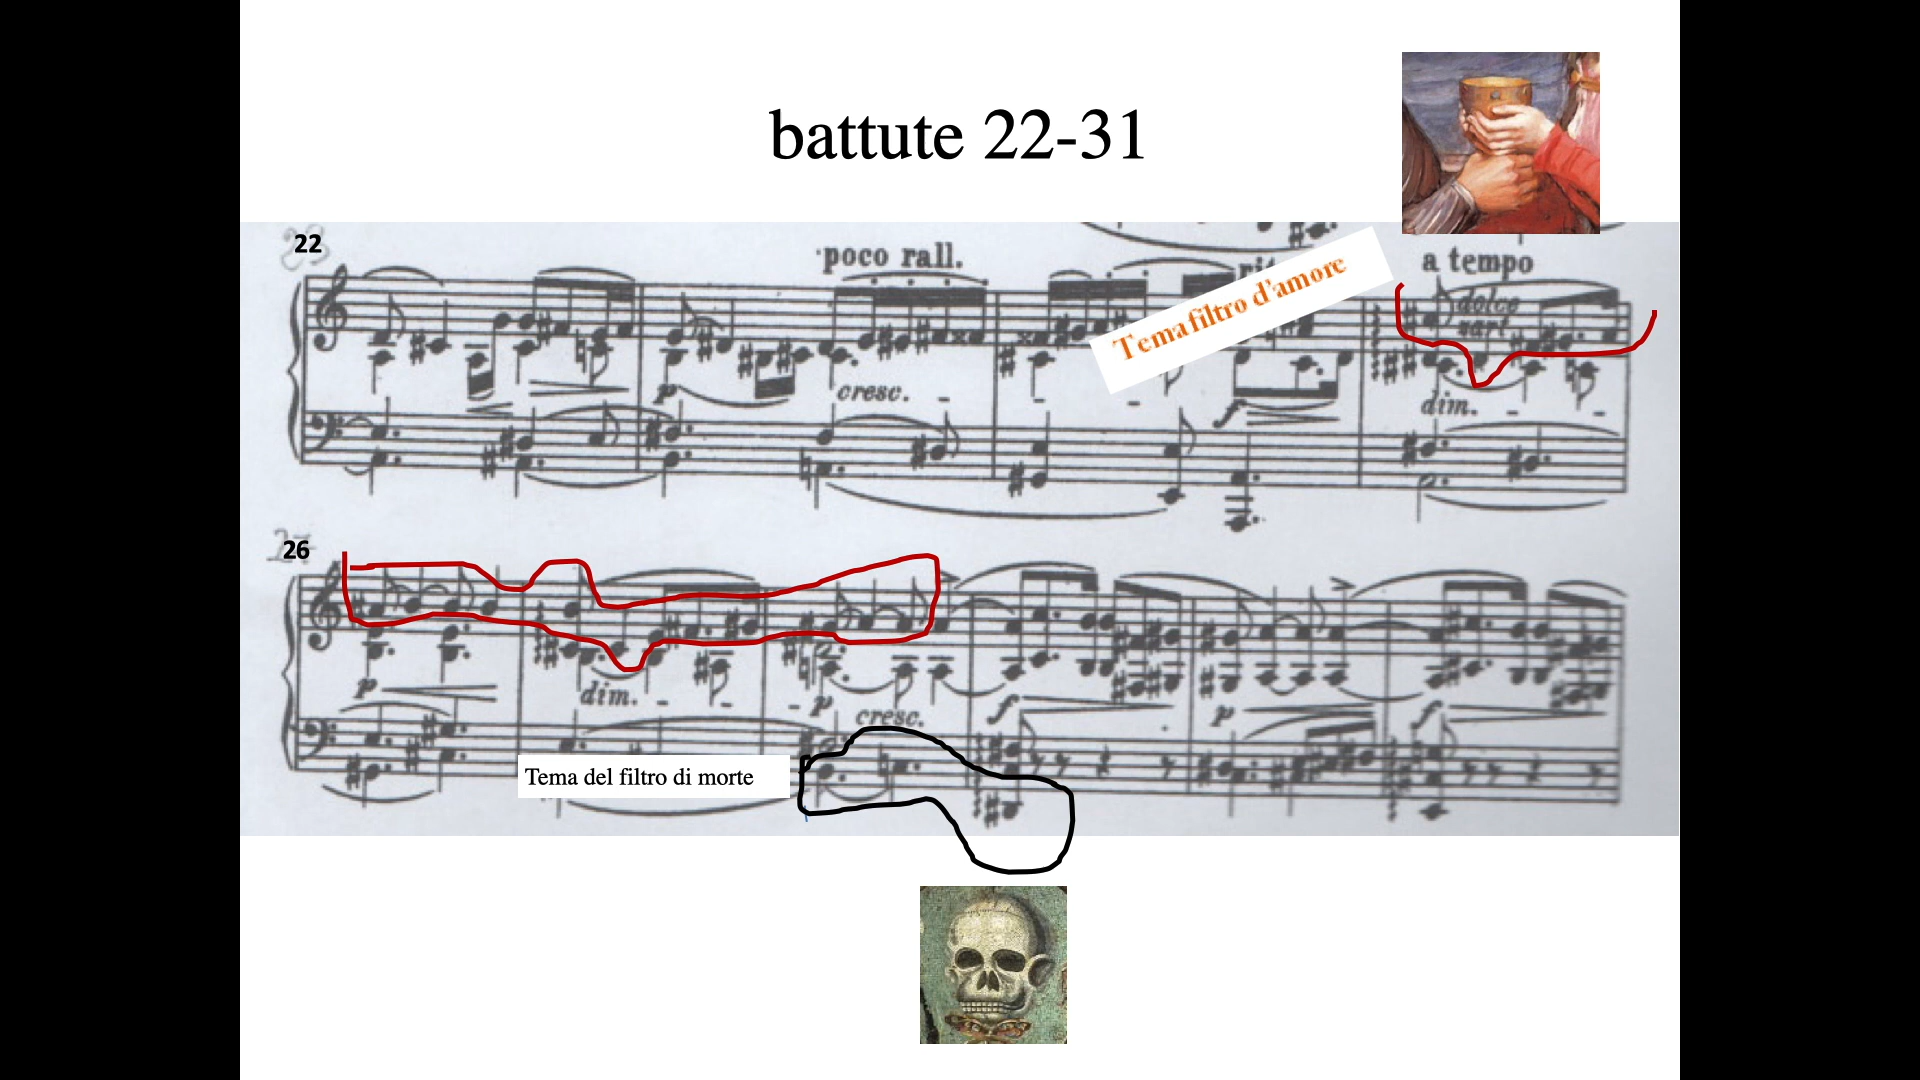 battute 22-31
22
poco rall.
a tempo
Tema filtro d'amore
dolce
p
cresc.
f
dim.
26
p
dim.
p
cresc.
f
p
f
Tema del filtro di morte